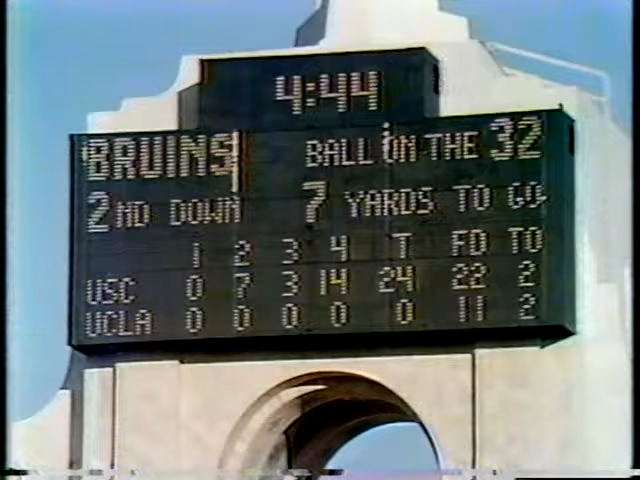 4:44
BRUINS BALL ON THE 32
2ND DOWN 7 YARDS TO GO
1 2 3 4 T FD TO
USC 0 7 3 14 24 22 2
UCLA 0 0 0 0 0 11 2